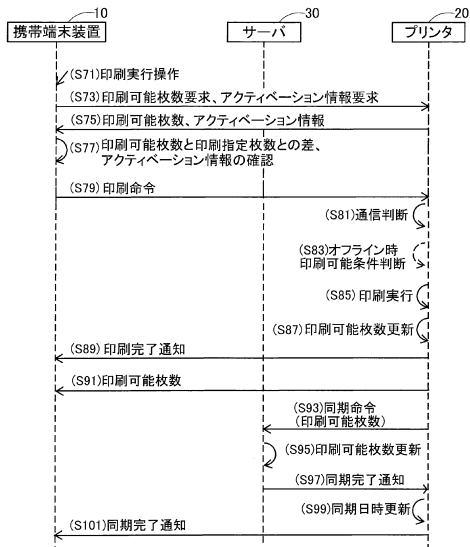 10
30
20
携帯端末装置
サーバ
プリンタ
(S71)印刷実行操作
(S73)印刷可能枚数要求、アクティベーション情報要求
(S75)印刷可能枚数、アクティベーション情報
(S77)印刷可能枚数と印刷指定枚数との差、
アクティベーション情報の確認
(S79)印刷命令
(S81)通信判断
(S83)オフライン時
印刷可能条件判断
(S85)印刷実行
(S87)印刷可能枚数更新
(S89)印刷完了通知
(S91)印刷可能枚数
(S93)同期命令
(印刷可能枚数)
(S95)印刷可能枚数更新
(S97)同期完了通知
(S99)同期日時更新
(S101)同期完了通知